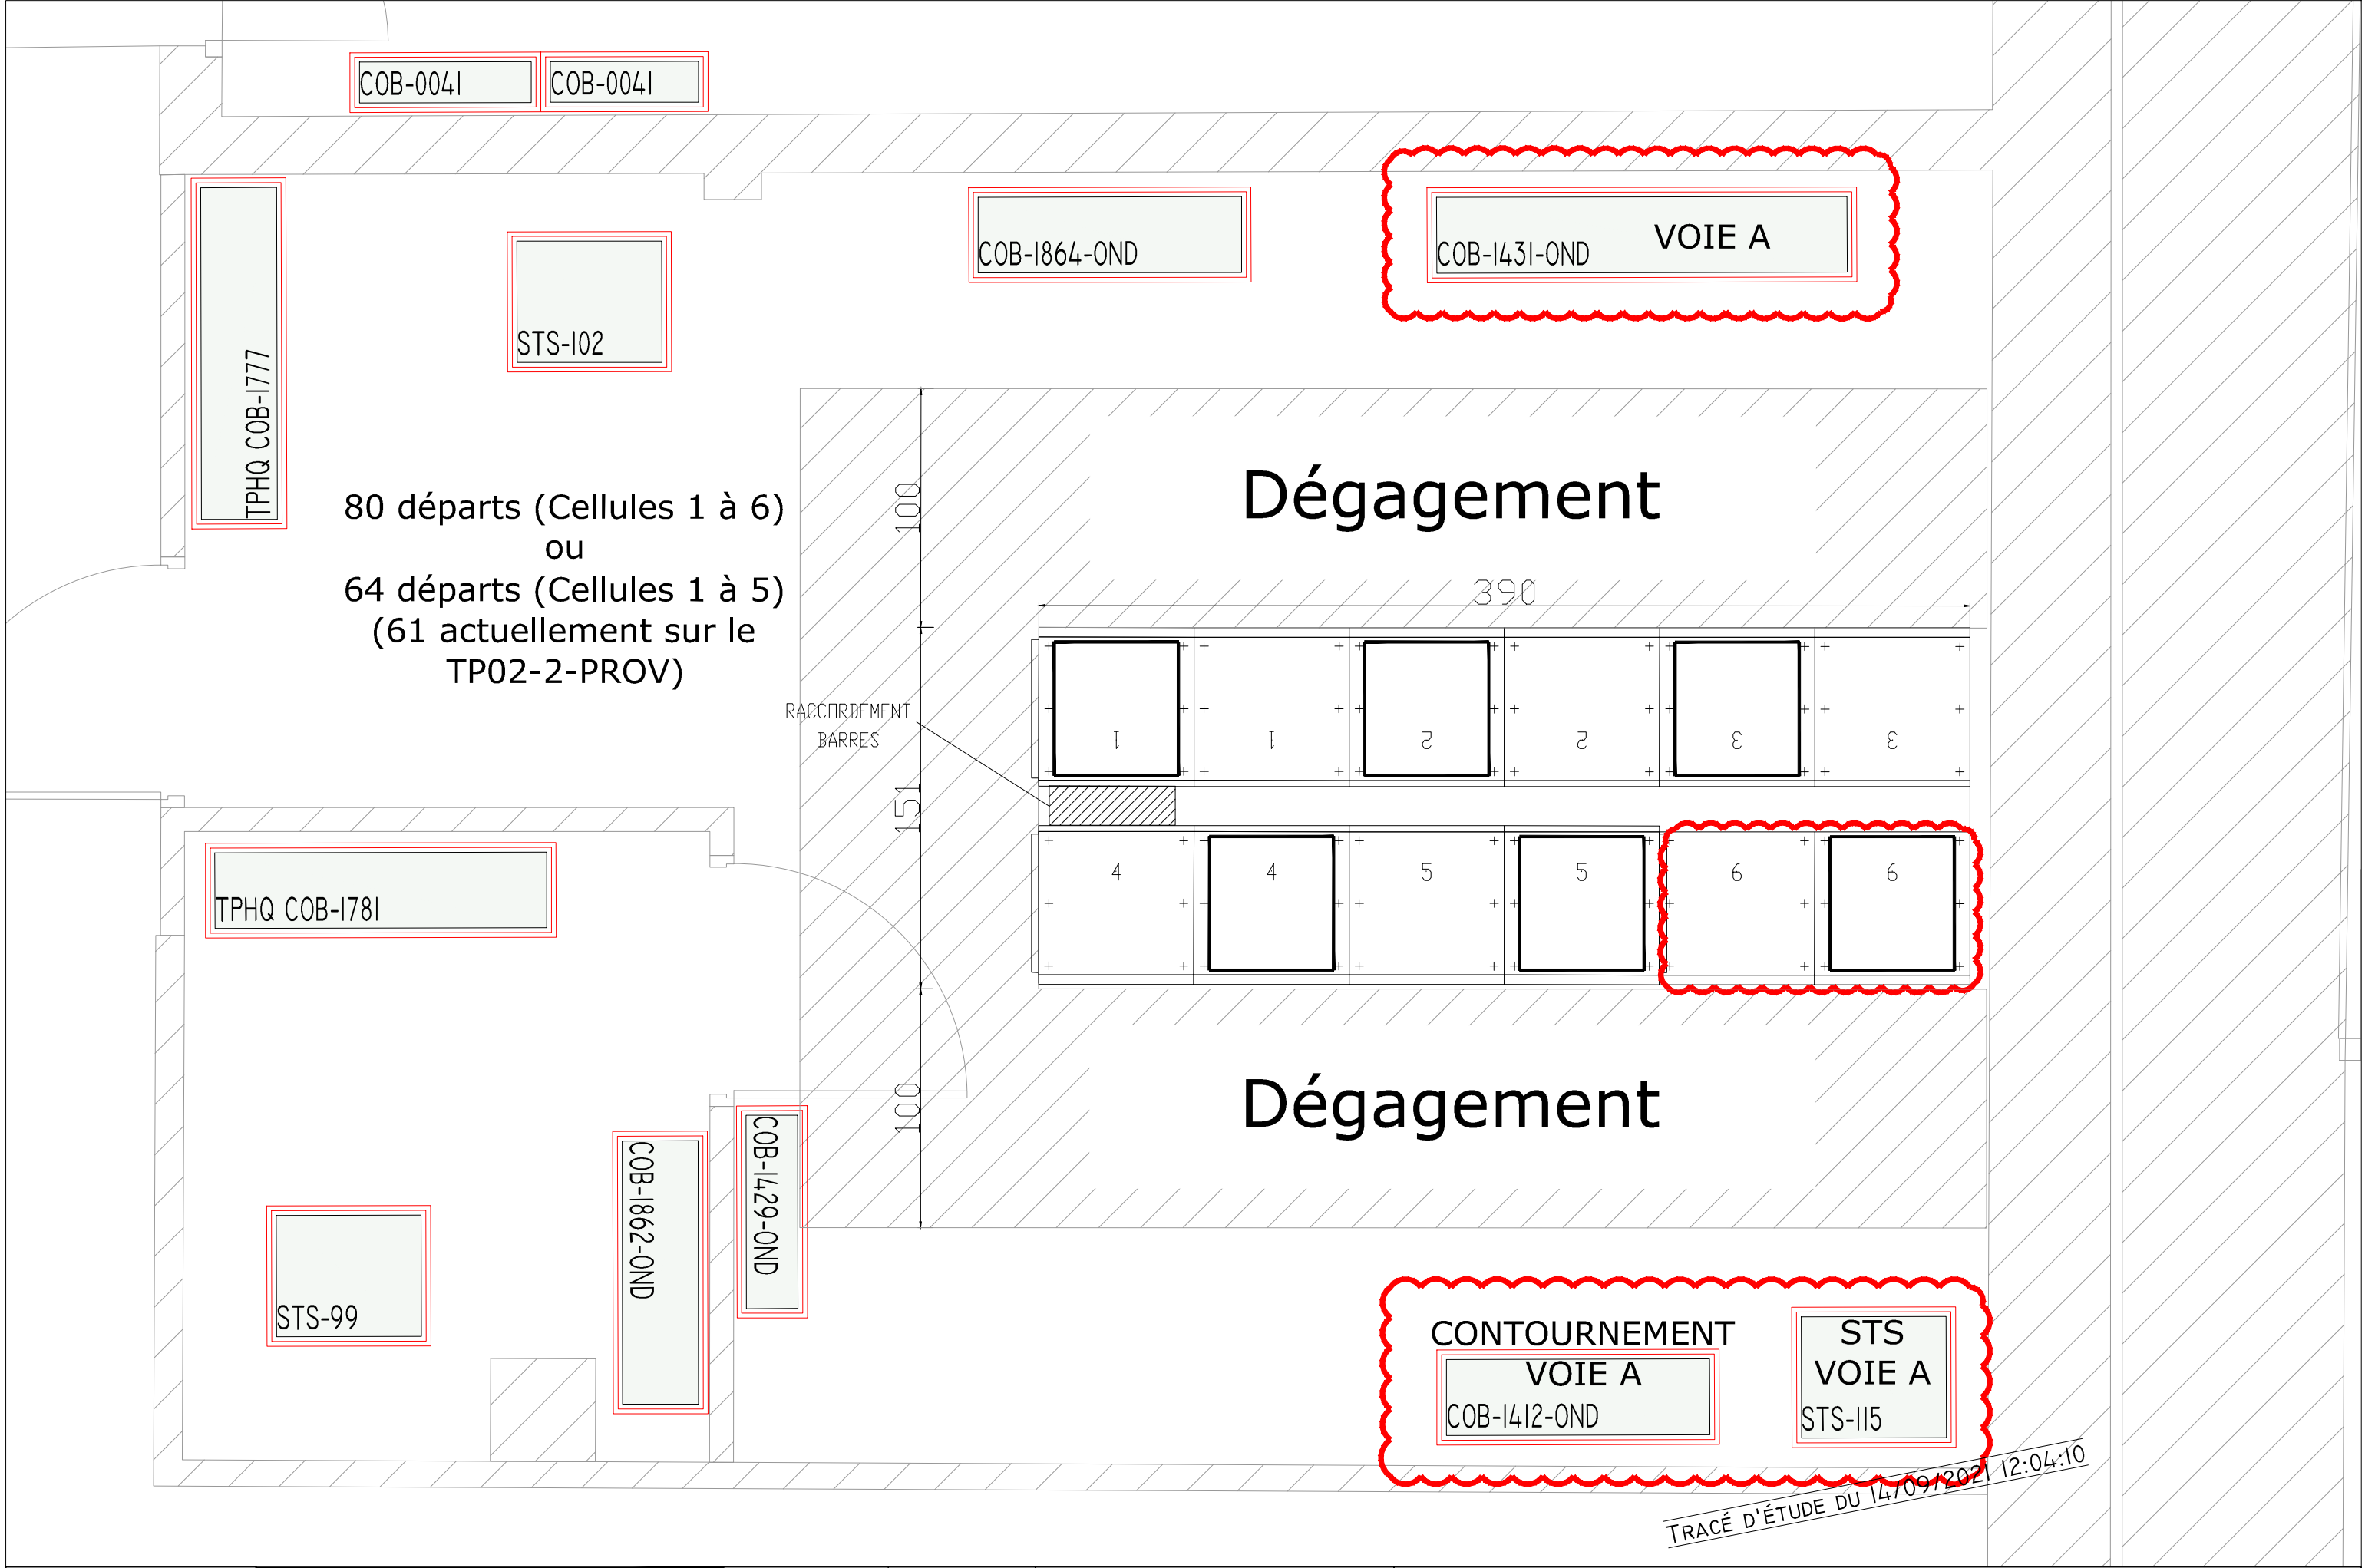 COB-0041 COB-0041
COB-1864-OND
COB-1431-OND VOIE A
STS-102
TPHQ COB-1777
80 départs (Cellules 1 à 6)
ou
64 départs (Cellules 1 à 5)
(61 actuellement sur le
TP02-2-PROV)
Dégagement
100
390
RACCORDEMENT
BARRES
1 1 2 2 3 3
151
4 4 5 5 6 6
TPHQ COB-1781
Dégagement
100
COB-1429-OND
COB-1862-OND
STS-99
CONTOURNEMENT
VOIE A
COB-1412-OND
STS
VOIE A
STS-115
TRACÉ D'ÉTUDE DU 14/09/2021 12:04:10